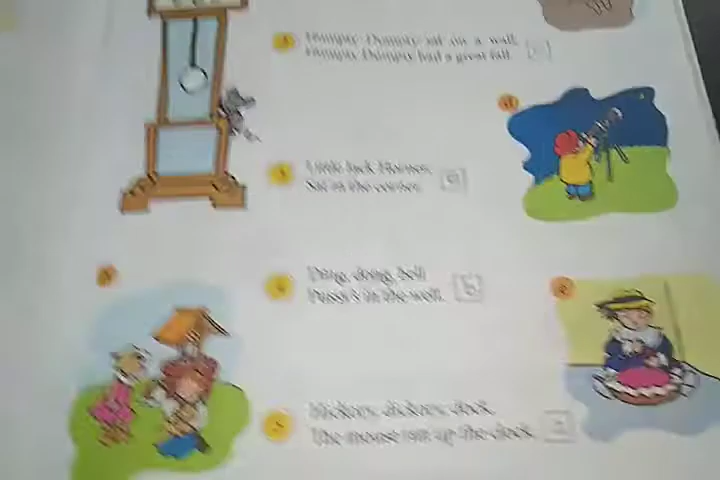 Humpty Dumpty sat on a wall,
Humpty Dumpty had a great fall.
Little Jack Horner,
Sat in the corner.
Ding, dong, bell
Pussy's in the well.
b
Hickory, dickory, dock,
The mouse ran up the clock.
d
e